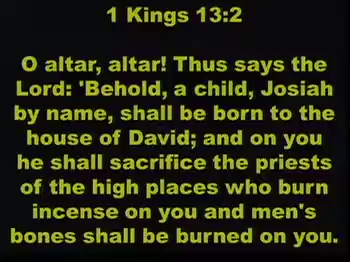 1 Kings 13:2
O altar, altar! Thus says the
Lord: 'Behold, a child, Josiah
by name, shall be born to the
house of David; and on you
he shall sacrifice the priests
of the high places who burn
incense on you and men's
bones shall be burned on you.